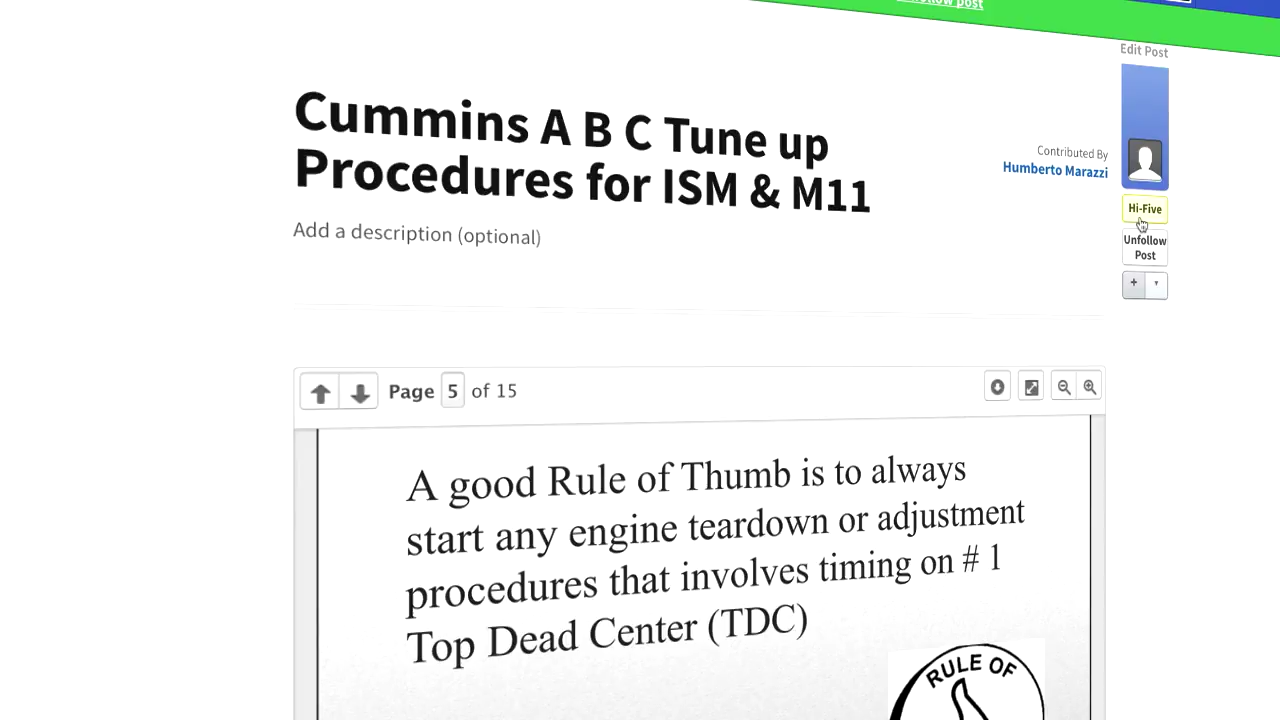 post
Edit Post
Cummins A B C Tune up
Procedures for ISM & M11
Contributed By
Humberto Marazzi
Add a description (optional)
Hi-Five
Unfollow
Post
Page 5 of 15
A good Rule of Thumb is to always
start any engine teardown or adjustment
procedures that involves timing on # 1
Top Dead Center (TDC)
RULE OF